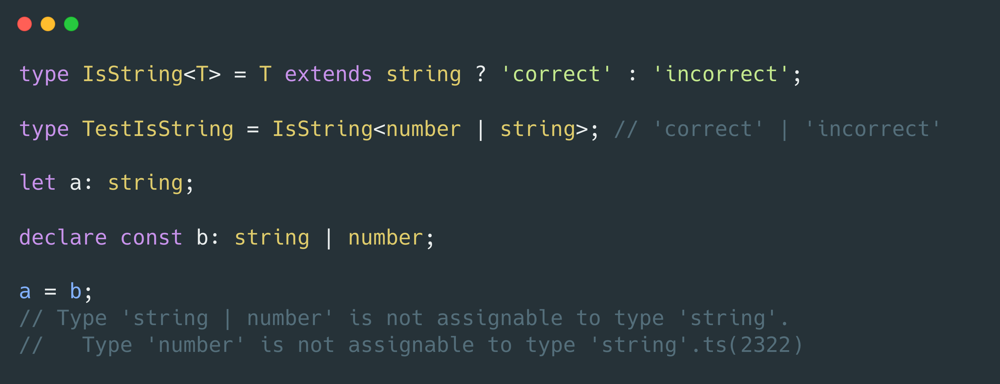 type IsString<T> = T extends string ? 'correct' : 'incorrect';
type TestIsString = IsString<number | string>; // 'correct' | 'incorrect'
let a: string;
declare const b: string | number;
a = b;
// Type 'string | number' is not assignable to type 'string'.
//   Type 'number' is not assignable to type 'string'.ts(2322)